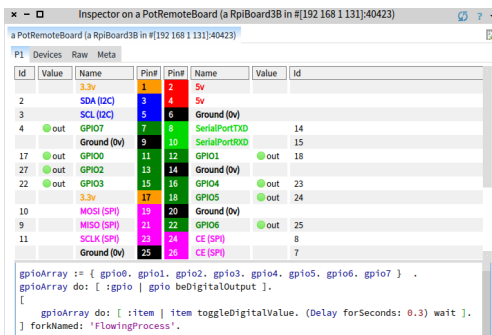 Inspector on a PotRemoteBoard (a RpiBoard3B in #[192 168 1 131]:40423)
a PotRemoteBoard (a RpiBoard3B in #[192 168 1 131]:40423)
P1 Devices Raw Meta
Id Value Name Pin# Pin# Name Value Id
3.3v 1 2 5v
2 SDA (I2C) 3 4 5v
3 SCL (I2C) 5 6 Ground (0v)
4 out GPIO7 7 8 SerialPortTXD 14
Ground (0v) 9 10 SerialPortRXD 15
17 out GPIO0 11 12 GPIO1 out 18
27 out GPIO2 13 14 Ground (0v)
22 out GPIO3 15 16 GPIO4 out 23
3.3v 17 18 GPIO5 out 24
10 MOSI (SPI) 19 20 Ground (0v)
9 MISO (SPI) 21 22 GPIO6 out 25
11 SCLK (SPI) 23 24 CE (SPI) 8
Ground (0v) 25 26 CE (SPI) 7
gpioArray := { gpio0. gpio1. gpio2. gpio3. gpio4. gpio5. gpio6. gpio7 } .
gpioArray do: [ :gpio | gpio beDigitalOutput ].
[
gpioArray do: [ :item | item toggleDigitalValue. (Delay forSeconds: 0.3) wait ].
] forkNamed: 'FlowingProcess'.